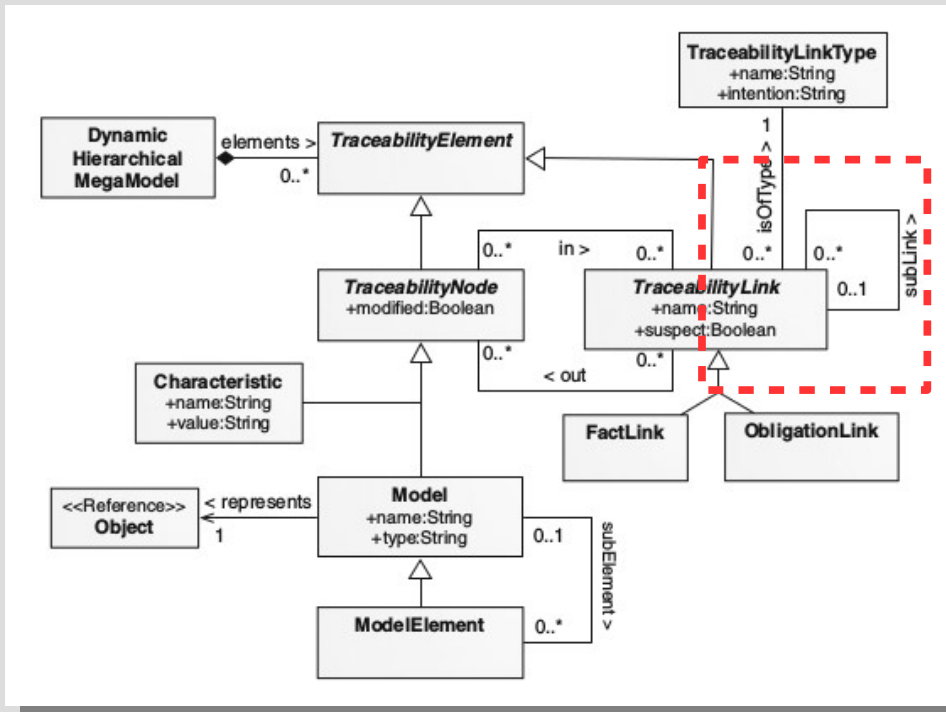 TraceabilityLinkType
+name:String
+intention:String
1
isOfType >
0..*
Dynamic
Hierarchical
MegaModel
elements >
0..*
TraceabilityElement
TraceabilityNode
+modified:Boolean
0..*
in >
0..*
TraceabilityLink
+name:String
+suspect:Boolean
0..*
0..1
subLink >
0..*
< out
0..*
Characteristic
+name:String
+value:String
FactLink
ObligationLink
<<Reference>>
Object
< represents
1
Model
+name:String
+type:String
0..1
subElement >
0..*
ModelElement